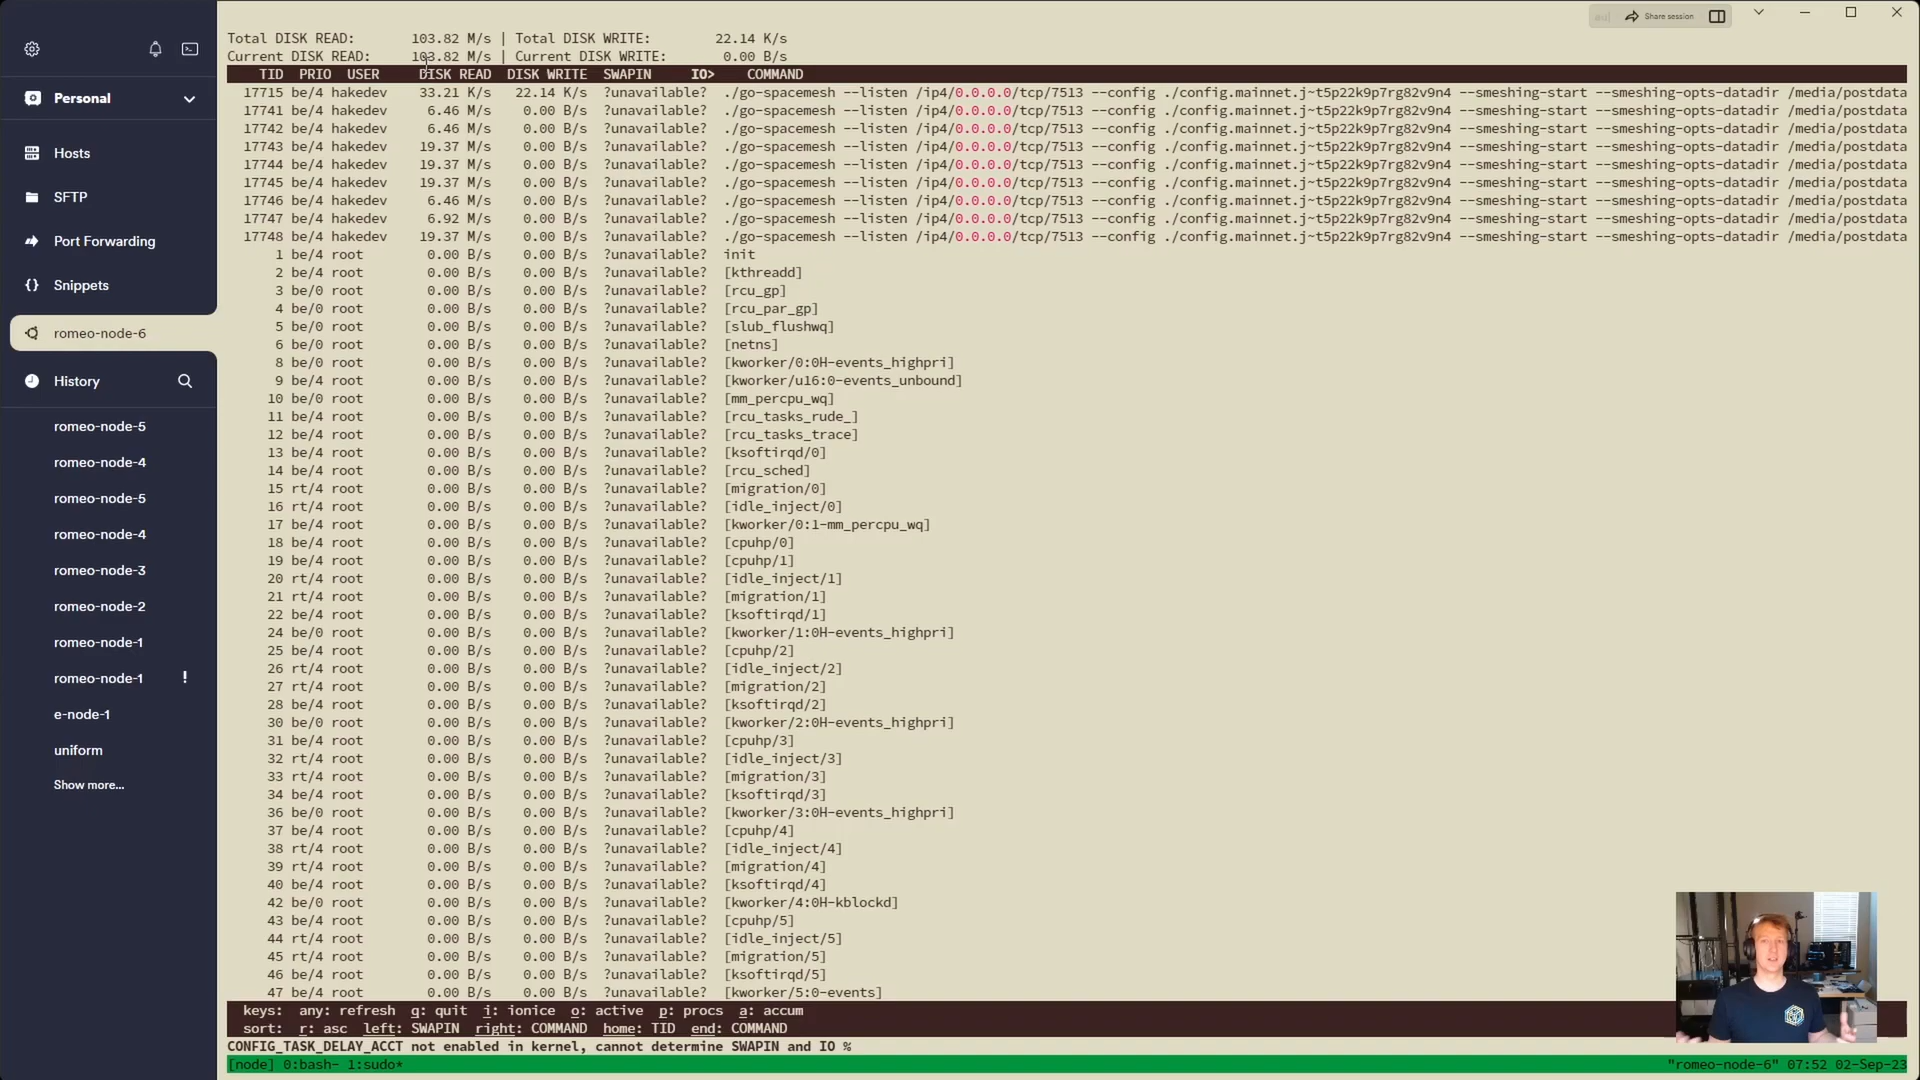 Share session
Personal
Hosts
SFTP
Port Forwarding
Snippets
romeo-node-6
History
romeo-node-5
romeo-node-4
romeo-node-5
romeo-node-4
romeo-node-3
romeo-node-2
romeo-node-1
romeo-node-1 !
e-node-1
uniform
Show more...
Total DISK READ: 103.82 M/s | Total DISK WRITE: 22.14 K/s
Current DISK READ: 103.82 M/s | Current DISK WRITE: 0.00 B/s
TID PRIO USER DISK READ DISK WRITE SWAPIN IO> COMMAND
17715 be/4 hakedev 33.21 K/s 22.14 K/s ?unavailable? ./go-spacemesh --listen /ip4/0.0.0.0/tcp/7513 --config ./config.mainnet.j~t5p22k9p7rg82v9n4 --smeshing-start --smeshing-opts-datadir /media/postdata
17741 be/4 hakedev 6.46 M/s 0.00 B/s ?unavailable? ./go-spacemesh --listen /ip4/0.0.0.0/tcp/7513 --config ./config.mainnet.j~t5p22k9p7rg82v9n4 --smeshing-start --smeshing-opts-datadir /media/postdata
17742 be/4 hakedev 6.46 M/s 0.00 B/s ?unavailable? ./go-spacemesh --listen /ip4/0.0.0.0/tcp/7513 --config ./config.mainnet.j~t5p22k9p7rg82v9n4 --smeshing-start --smeshing-opts-datadir /media/postdata
17743 be/4 hakedev 19.37 M/s 0.00 B/s ?unavailable? ./go-spacemesh --listen /ip4/0.0.0.0/tcp/7513 --config ./config.mainnet.j~t5p22k9p7rg82v9n4 --smeshing-start --smeshing-opts-datadir /media/postdata
17744 be/4 hakedev 19.37 M/s 0.00 B/s ?unavailable? ./go-spacemesh --listen /ip4/0.0.0.0/tcp/7513 --config ./config.mainnet.j~t5p22k9p7rg82v9n4 --smeshing-start --smeshing-opts-datadir /media/postdata
17745 be/4 hakedev 19.37 M/s 0.00 B/s ?unavailable? ./go-spacemesh --listen /ip4/0.0.0.0/tcp/7513 --config ./config.mainnet.j~t5p22k9p7rg82v9n4 --smeshing-start --smeshing-opts-datadir /media/postdata
17746 be/4 hakedev 6.46 M/s 0.00 B/s ?unavailable? ./go-spacemesh --listen /ip4/0.0.0.0/tcp/7513 --config ./config.mainnet.j~t5p22k9p7rg82v9n4 --smeshing-start --smeshing-opts-datadir /media/postdata
17747 be/4 hakedev 6.92 M/s 0.00 B/s ?unavailable? ./go-spacemesh --listen /ip4/0.0.0.0/tcp/7513 --config ./config.mainnet.j~t5p22k9p7rg82v9n4 --smeshing-start --smeshing-opts-datadir /media/postdata
17748 be/4 hakedev 19.37 M/s 0.00 B/s ?unavailable? ./go-spacemesh --listen /ip4/0.0.0.0/tcp/7513 --config ./config.mainnet.j~t5p22k9p7rg82v9n4 --smeshing-start --smeshing-opts-datadir /media/postdata
1 be/4 root 0.00 B/s 0.00 B/s ?unavailable? init
2 be/4 root 0.00 B/s 0.00 B/s ?unavailable? [kthreadd]
3 be/0 root 0.00 B/s 0.00 B/s ?unavailable? [rcu_gp]
4 be/0 root 0.00 B/s 0.00 B/s ?unavailable? [rcu_par_gp]
5 be/0 root 0.00 B/s 0.00 B/s ?unavailable? [slub_flushwq]
6 be/0 root 0.00 B/s 0.00 B/s ?unavailable? [netns]
8 be/0 root 0.00 B/s 0.00 B/s ?unavailable? [kworker/0:0H-events_highpri]
9 be/4 root 0.00 B/s 0.00 B/s ?unavailable? [kworker/u16:0-events_unbound]
10 be/0 root 0.00 B/s 0.00 B/s ?unavailable? [mm_percpu_wq]
11 be/4 root 0.00 B/s 0.00 B/s ?unavailable? [rcu_tasks_rude_]
12 be/4 root 0.00 B/s 0.00 B/s ?unavailable? [rcu_tasks_trace]
13 be/4 root 0.00 B/s 0.00 B/s ?unavailable? [ksoftirqd/0]
14 be/4 root 0.00 B/s 0.00 B/s ?unavailable? [rcu_sched]
15 rt/4 root 0.00 B/s 0.00 B/s ?unavailable? [migration/0]
16 rt/4 root 0.00 B/s 0.00 B/s ?unavailable? [idle_inject/0]
17 be/4 root 0.00 B/s 0.00 B/s ?unavailable? [kworker/0:1-mm_percpu_wq]
18 be/4 root 0.00 B/s 0.00 B/s ?unavailable? [cpuhp/0]
19 be/4 root 0.00 B/s 0.00 B/s ?unavailable? [cpuhp/1]
20 rt/4 root 0.00 B/s 0.00 B/s ?unavailable? [idle_inject/1]
21 rt/4 root 0.00 B/s 0.00 B/s ?unavailable? [migration/1]
22 be/4 root 0.00 B/s 0.00 B/s ?unavailable? [ksoftirqd/1]
24 be/0 root 0.00 B/s 0.00 B/s ?unavailable? [kworker/1:0H-events_highpri]
25 be/4 root 0.00 B/s 0.00 B/s ?unavailable? [cpuhp/2]
26 rt/4 root 0.00 B/s 0.00 B/s ?unavailable? [idle_inject/2]
27 rt/4 root 0.00 B/s 0.00 B/s ?unavailable? [migration/2]
28 be/4 root 0.00 B/s 0.00 B/s ?unavailable? [ksoftirqd/2]
30 be/0 root 0.00 B/s 0.00 B/s ?unavailable? [kworker/2:0H-events_highpri]
31 be/4 root 0.00 B/s 0.00 B/s ?unavailable? [cpuhp/3]
32 rt/4 root 0.00 B/s 0.00 B/s ?unavailable? [idle_inject/3]
33 rt/4 root 0.00 B/s 0.00 B/s ?unavailable? [migration/3]
34 be/4 root 0.00 B/s 0.00 B/s ?unavailable? [ksoftirqd/3]
36 be/0 root 0.00 B/s 0.00 B/s ?unavailable? [kworker/3:0H-events_highpri]
37 be/4 root 0.00 B/s 0.00 B/s ?unavailable? [cpuhp/4]
38 rt/4 root 0.00 B/s 0.00 B/s ?unavailable? [idle_inject/4]
39 rt/4 root 0.00 B/s 0.00 B/s ?unavailable? [migration/4]
40 be/4 root 0.00 B/s 0.00 B/s ?unavailable? [ksoftirqd/4]
42 be/0 root 0.00 B/s 0.00 B/s ?unavailable? [kworker/4:0H-kblockd]
43 be/4 root 0.00 B/s 0.00 B/s ?unavailable? [cpuhp/5]
44 rt/4 root 0.00 B/s 0.00 B/s ?unavailable? [idle_inject/5]
45 rt/4 root 0.00 B/s 0.00 B/s ?unavailable? [migration/5]
46 be/4 root 0.00 B/s 0.00 B/s ?unavailable? [ksoftirqd/5]
47 be/4 root 0.00 B/s 0.00 B/s ?unavailable? [kworker/5:0-events]
keys: any: refresh q: quit i: ionice o: active p: procs a: accum
sort: r: asc left: SWAPIN right: COMMAND home: TID end: COMMAND
CONFIG_TASK_DELAY_ACCT not enabled in kernel, cannot determine SWAPIN and IO %
[node] 0:bash- 1:sudo* "romeo-node-6" 07:52 02-Sep-23